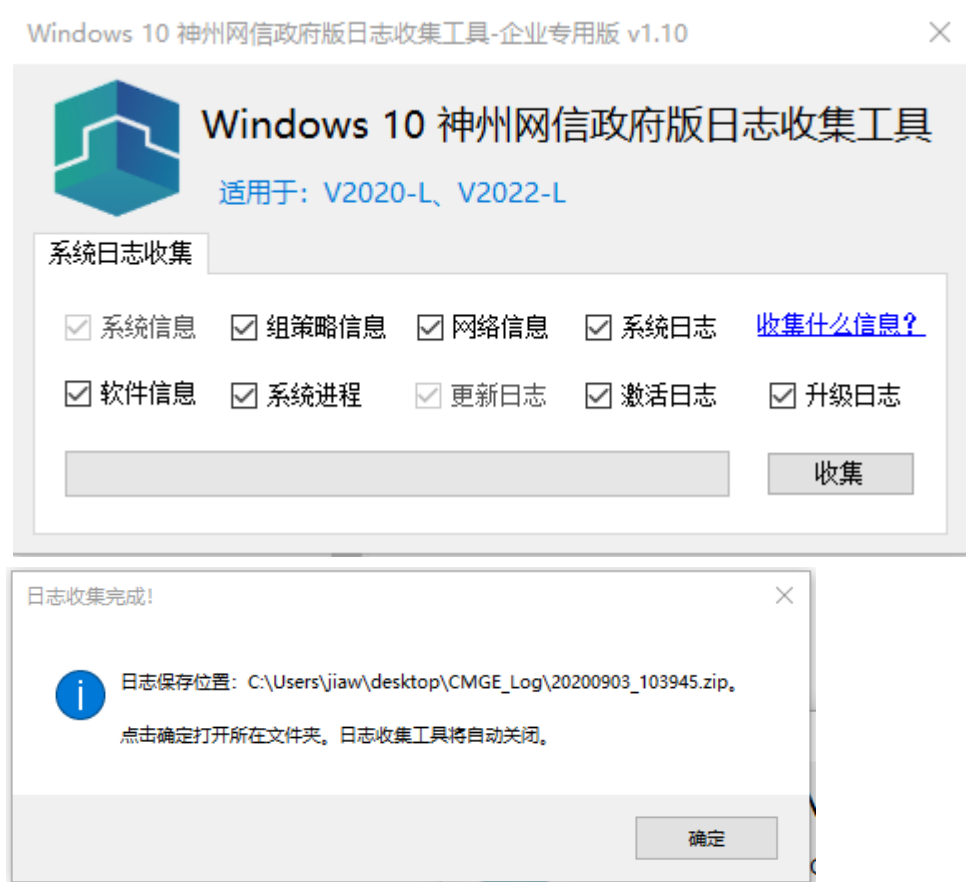 Windows 10 神州网信政府版日志收集工具-企业专用版 v1.10
Windows 10 神州网信政府版日志收集工具
适用于：V2020-L、V2022-L
系统日志收集
系统信息 组策略信息 网络信息 系统日志 收集什么信息？
软件信息 系统进程 更新日志 激活日志 升级日志
收集
日志收集完成!
日志保存位置：C:\Users\jiaw\desktop\CMGE_Log\20200903_103945.zip。
点击确定打开所在文件夹。日志收集工具将自动关闭。
确定